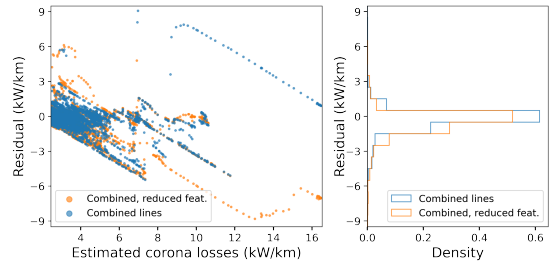 9
6
3
0
−3
−6
−9
Residual (kW/km)
Combined, reduced feat.
Combined lines
4 6 8 10 12 14 16
Estimated corona losses (kW/km)
9
6
3
0
−3
−6
−9
Residual (kW/km)
Combined lines
Combined, reduced feat.
0.0 0.2 0.4 0.6
Density